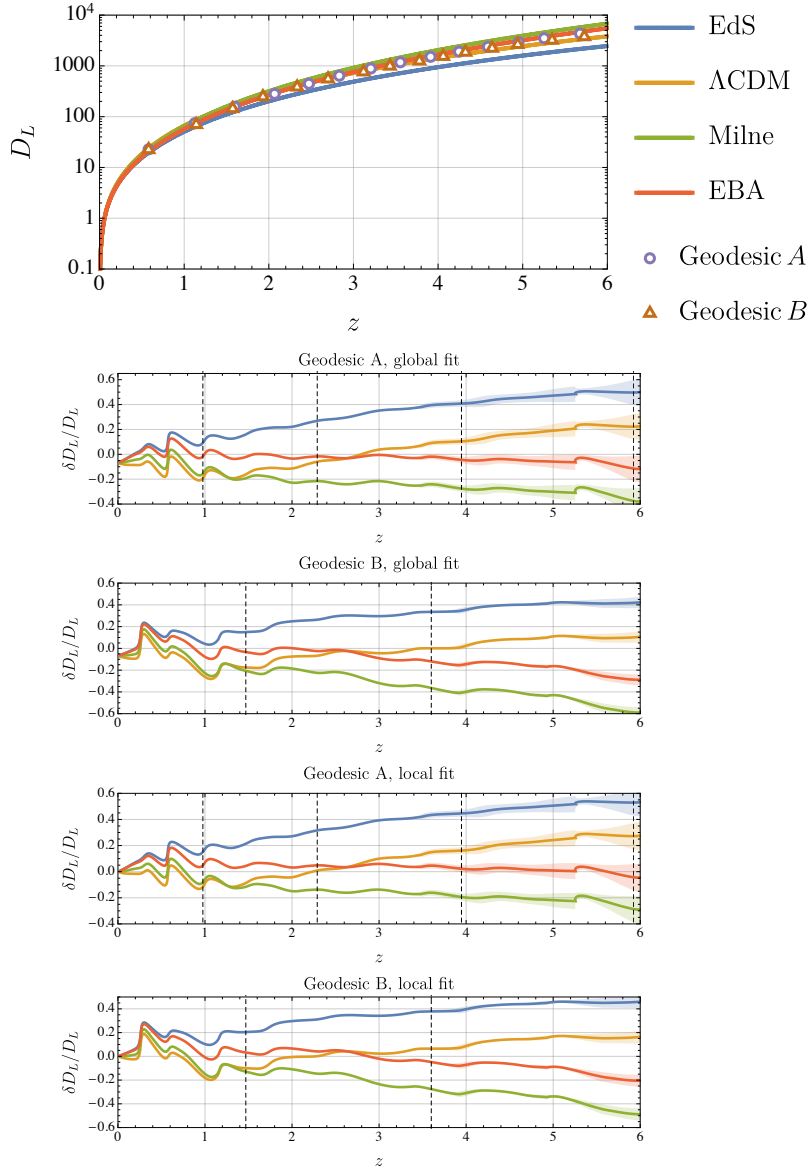 10⁴
1000
100
10
1
0.1
D_L
0 1 2 3 4 5 6
z
EdS
ΛCDM
Milne
EBA
Geodesic A
Geodesic B
Geodesic A, global fit
0.6
0.4
0.2
0.0
−0.2
−0.4
δD_L/D_L
0 1 2 3 4 5 6
z
Geodesic B, global fit
0.6
0.4
0.2
0.0
−0.2
−0.4
−0.6
δD_L/D_L
0 1 2 3 4 5 6
z
Geodesic A, local fit
0.6
0.4
0.2
0.0
−0.2
−0.4
δD_L/D_L
0 1 2 3 4 5 6
z
Geodesic B, local fit
0.4
0.2
0.0
−0.2
−0.4
−0.6
δD_L/D_L
0 1 2 3 4 5 6
z